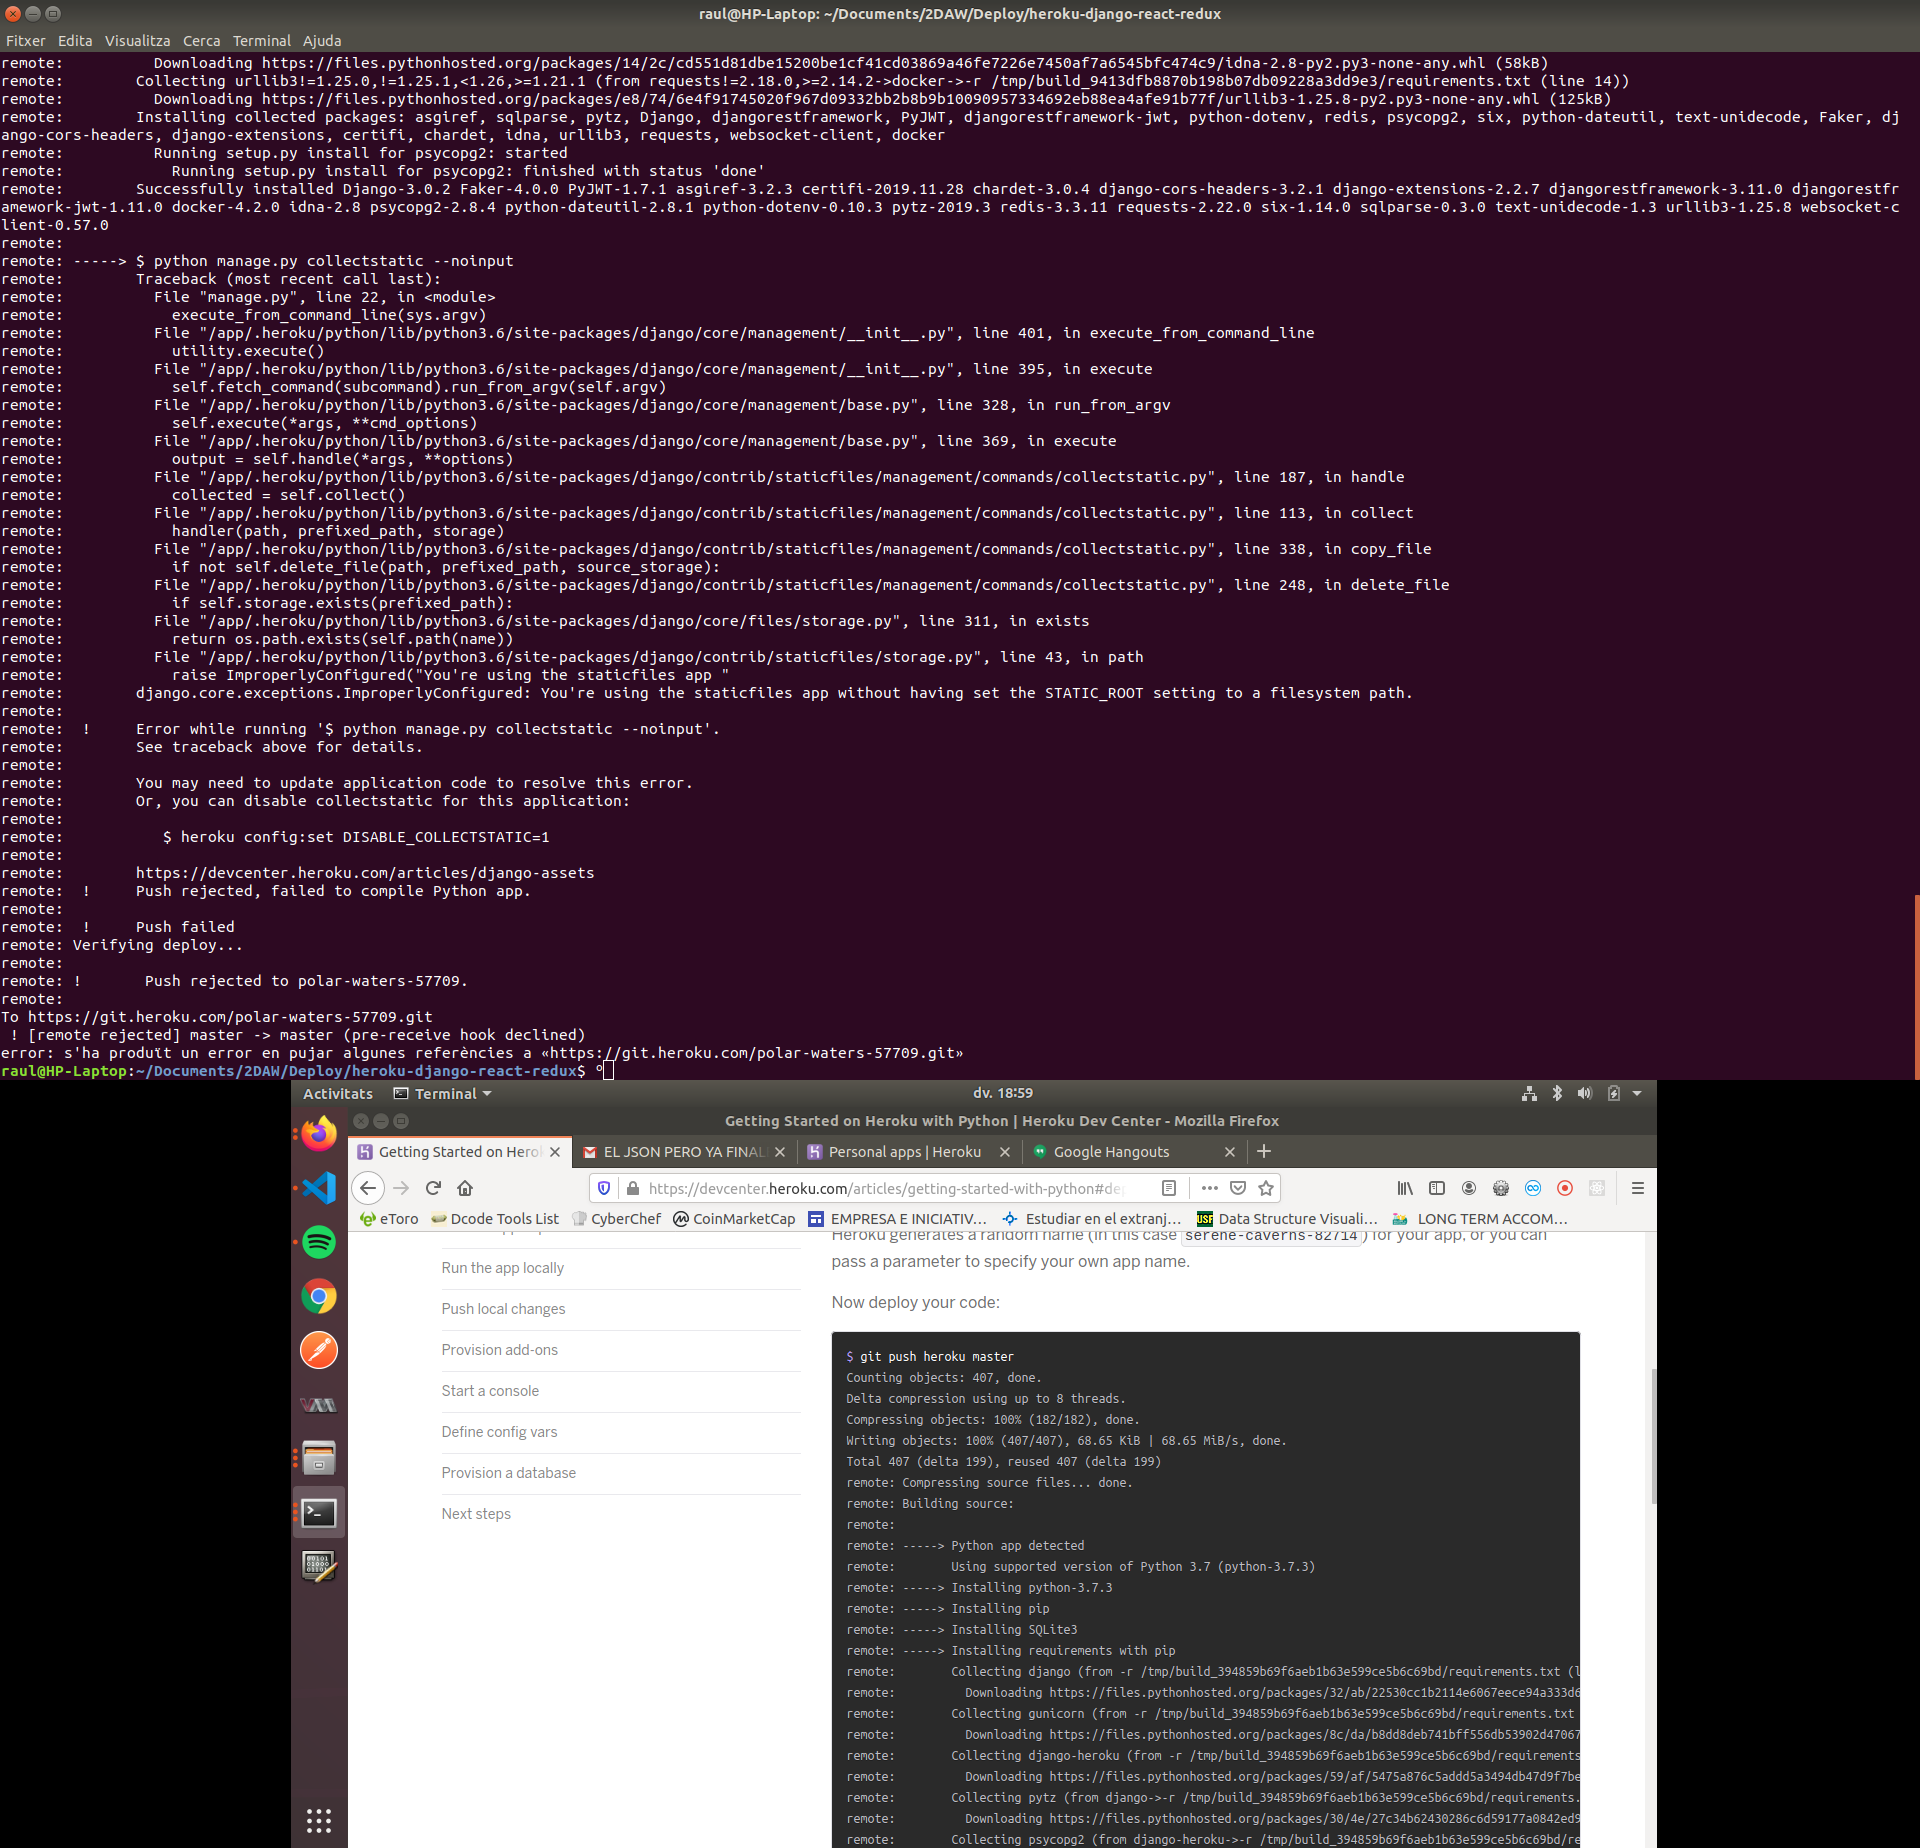 raul@HP-Laptop: ~/Documents/2DAW/Deploy/heroku-django-react-redux
Fitxer Edita Visualitza Cerca Terminal Ajuda
remote:          Downloading https://files.pythonhosted.org/packages/14/2c/cd551d81dbe15200be1cf41cd03869a46fe7226e7450af7a6545bfc474c9/idna-2.8-py2.py3-none-any.whl (58kB)
remote:        Collecting urllib3!=1.25.0,!=1.25.1,<1.26,>=1.21.1 (from requests!=2.18.0,>=2.14.2->docker->-r /tmp/build_9413dfb8870b198b07db09228a3dd9e3/requirements.txt (line 14))
remote:          Downloading https://files.pythonhosted.org/packages/e8/74/6e4f91745020f967d09332bb2b8b9b10090957334692eb88ea4afe91b77f/urllib3-1.25.8-py2.py3-none-any.whl (125kB)
remote:        Installing collected packages: asgiref, sqlparse, pytz, Django, djangorestframework, PyJWT, djangorestframework-jwt, python-dotenv, redis, psycopg2, six, python-dateutil, text-unidecode, Faker, dj
ango-cors-headers, django-extensions, certifi, chardet, idna, urllib3, requests, websocket-client, docker
remote:          Running setup.py install for psycopg2: started
remote:            Running setup.py install for psycopg2: finished with status 'done'
remote:        Successfully installed Django-3.0.2 Faker-4.0.0 PyJWT-1.7.1 asgiref-3.2.3 certifi-2019.11.28 chardet-3.0.4 django-cors-headers-3.2.1 django-extensions-2.2.7 djangorestframework-3.11.0 djangorestfr
amework-jwt-1.11.0 docker-4.2.0 idna-2.8 psycopg2-2.8.4 python-dateutil-2.8.1 python-dotenv-0.10.3 pytz-2019.3 redis-3.3.11 requests-2.22.0 six-1.14.0 sqlparse-0.3.0 text-unidecode-1.3 urllib3-1.25.8 websocket-c
lient-0.57.0
remote:
remote: -----> $ python manage.py collectstatic --noinput
remote:        Traceback (most recent call last):
remote:          File "manage.py", line 22, in <module>
remote:            execute_from_command_line(sys.argv)
remote:          File "/app/.heroku/python/lib/python3.6/site-packages/django/core/management/__init__.py", line 401, in execute_from_command_line
remote:            utility.execute()
remote:          File "/app/.heroku/python/lib/python3.6/site-packages/django/core/management/__init__.py", line 395, in execute
remote:            self.fetch_command(subcommand).run_from_argv(self.argv)
remote:          File "/app/.heroku/python/lib/python3.6/site-packages/django/core/management/base.py", line 328, in run_from_argv
remote:            self.execute(*args, **cmd_options)
remote:          File "/app/.heroku/python/lib/python3.6/site-packages/django/core/management/base.py", line 369, in execute
remote:            output = self.handle(*args, **options)
remote:          File "/app/.heroku/python/lib/python3.6/site-packages/django/contrib/staticfiles/management/commands/collectstatic.py", line 187, in handle
remote:            collected = self.collect()
remote:          File "/app/.heroku/python/lib/python3.6/site-packages/django/contrib/staticfiles/management/commands/collectstatic.py", line 113, in collect
remote:            handler(path, prefixed_path, storage)
remote:          File "/app/.heroku/python/lib/python3.6/site-packages/django/contrib/staticfiles/management/commands/collectstatic.py", line 338, in copy_file
remote:            if not self.delete_file(path, prefixed_path, source_storage):
remote:          File "/app/.heroku/python/lib/python3.6/site-packages/django/contrib/staticfiles/management/commands/collectstatic.py", line 248, in delete_file
remote:            if self.storage.exists(prefixed_path):
remote:          File "/app/.heroku/python/lib/python3.6/site-packages/django/core/files/storage.py", line 311, in exists
remote:            return os.path.exists(self.path(name))
remote:          File "/app/.heroku/python/lib/python3.6/site-packages/django/contrib/staticfiles/storage.py", line 43, in path
remote:            raise ImproperlyConfigured("You're using the staticfiles app "
remote:        django.core.exceptions.ImproperlyConfigured: You're using the staticfiles app without having set the STATIC_ROOT setting to a filesystem path.
remote:
remote:  !     Error while running '$ python manage.py collectstatic --noinput'.
remote:        See traceback above for details.
remote:
remote:        You may need to update application code to resolve this error.
remote:        Or, you can disable collectstatic for this application:
remote:
remote:           $ heroku config:set DISABLE_COLLECTSTATIC=1
remote:
remote:        https://devcenter.heroku.com/articles/django-assets
remote:  !     Push rejected, failed to compile Python app.
remote:
remote:  !     Push failed
remote: Verifying deploy...
remote:
remote: !       Push rejected to polar-waters-57709.
remote:
To https://git.heroku.com/polar-waters-57709.git
 ! [remote rejected] master -> master (pre-receive hook declined)
error: s'ha produït un error en pujar algunes referències a «https://git.heroku.com/polar-waters-57709.git»
raul@HP-Laptop:~/Documents/2DAW/Deploy/heroku-django-react-redux$ º
Activitats Terminal dv. 18:59
Getting Started on Heroku with Python | Heroku Dev Center - Mozilla Firefox
Getting Started on Herok EL JSON PERO YA FINAL Personal apps | Heroku Google Hangouts
https://devcenter.heroku.com/articles/getting-started-with-python#de
eToro Dcode Tools List CyberChef CoinMarketCap EMPRESA E INICIATIV… Estudiar en el extranj… USF Data Structure Visuali… LONG TERM ACCOM…
Heroku generates a random name (in this case serene-caverns-82714) for your app, or you can
pass a parameter to specify your own app name.
Run the app locally
Push local changes
Provision add-ons
Start a console
Define config vars
Provision a database
Next steps
Now deploy your code:
$ git push heroku master
Counting objects: 407, done.
Delta compression using up to 8 threads.
Compressing objects: 100% (182/182), done.
Writing objects: 100% (407/407), 68.65 KiB | 68.65 MiB/s, done.
Total 407 (delta 199), reused 407 (delta 199)
remote: Compressing source files... done.
remote: Building source:
remote:
remote: -----> Python app detected
remote:        Using supported version of Python 3.7 (python-3.7.3)
remote: -----> Installing python-3.7.3
remote: -----> Installing pip
remote: -----> Installing SQLite3
remote: -----> Installing requirements with pip
remote:        Collecting django (from -r /tmp/build_394859b69f6aeb1b63e599ce5b6c69bd/requirements.txt (l
remote:          Downloading https://files.pythonhosted.org/packages/32/ab/22530cc1b2114e6067eece94a333d6
remote:        Collecting gunicorn (from -r /tmp/build_394859b69f6aeb1b63e599ce5b6c69bd/requirements.txt
remote:          Downloading https://files.pythonhosted.org/packages/8c/da/b8dd8deb741bff556db53902d47067
remote:        Collecting django-heroku (from -r /tmp/build_394859b69f6aeb1b63e599ce5b6c69bd/requirements
remote:          Downloading https://files.pythonhosted.org/packages/59/af/5475a876c5addd5a3494db47d9f7be
remote:        Collecting pytz (from django->-r /tmp/build_394859b69f6aeb1b63e599ce5b6c69bd/requirements.
remote:          Downloading https://files.pythonhosted.org/packages/30/4e/27c34b62430286c6d59177a0842ed9
remote:        Collecting psycopg2 (from django-heroku->-r /tmp/build_394859b69f6aeb1b63e599ce5b6c69bd/re